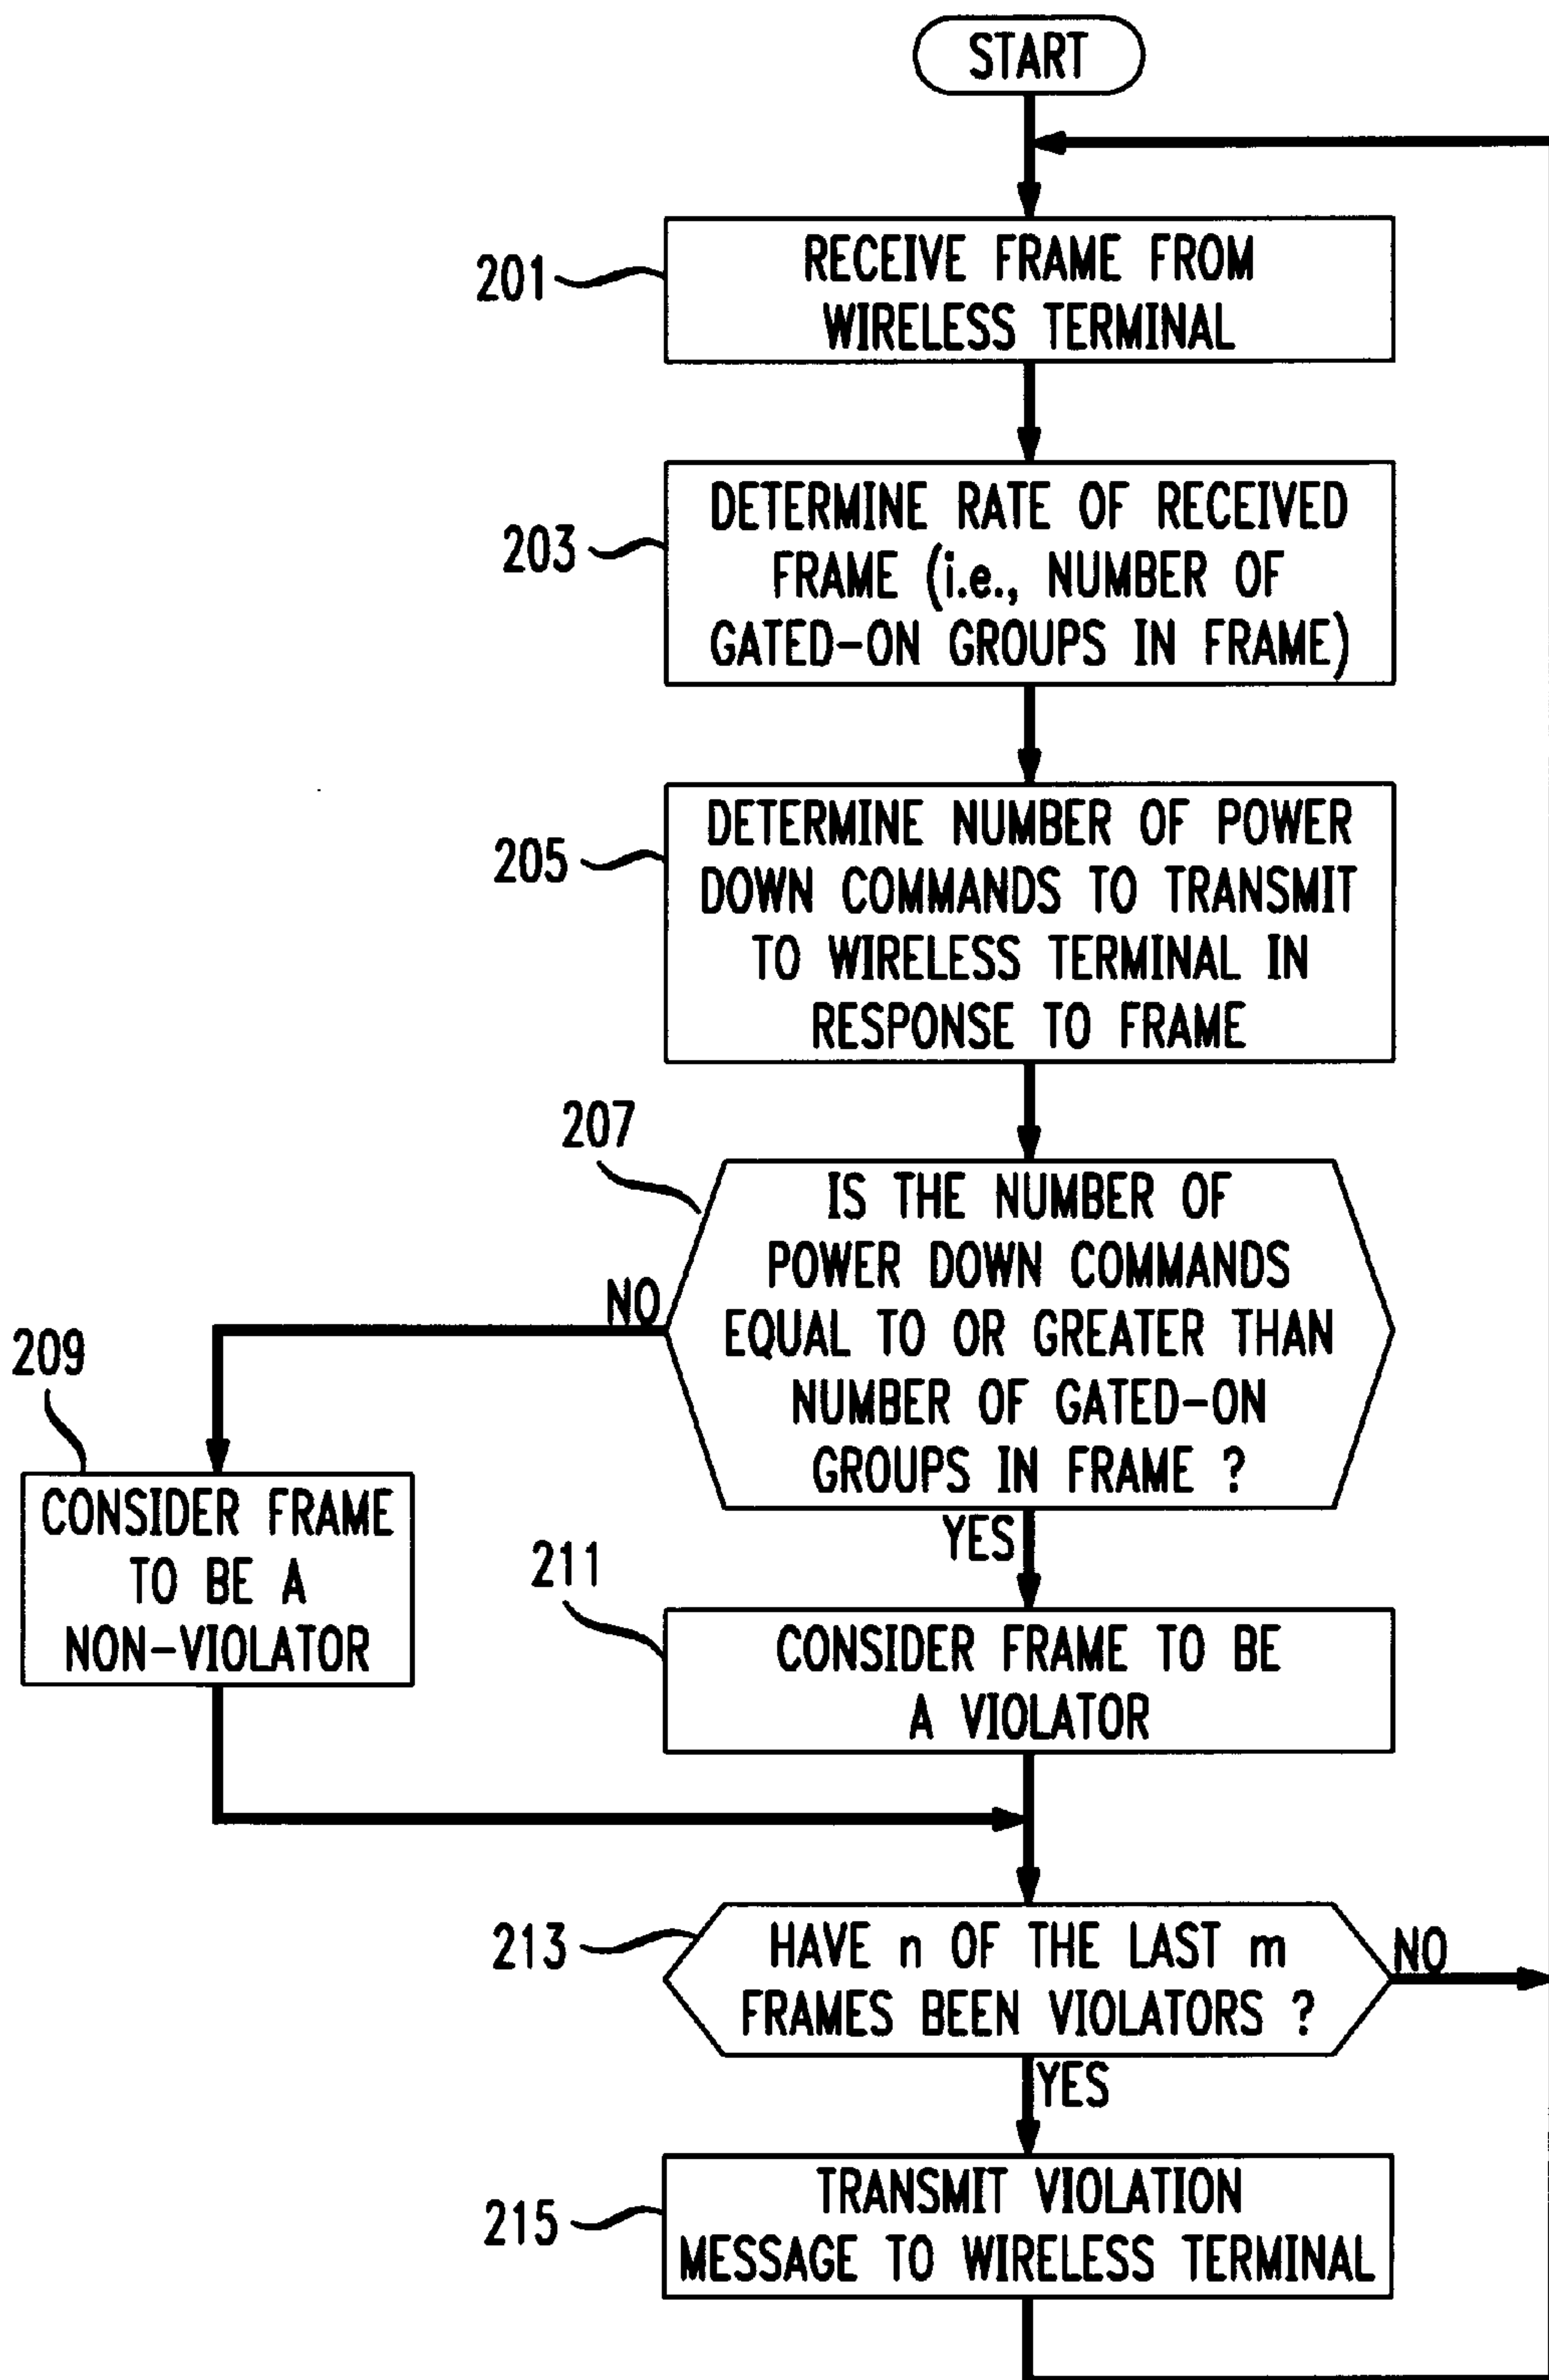 START
201
RECEIVE FRAME FROM
WIRELESS TERMINAL
203
DETERMINE RATE OF RECEIVED
FRAME (i.e., NUMBER OF
GATED-ON GROUPS IN FRAME)
205
DETERMINE NUMBER OF POWER
DOWN COMMANDS TO TRANSMIT
TO WIRELESS TERMINAL IN
RESPONSE TO FRAME
207
IS THE NUMBER OF
POWER DOWN COMMANDS
EQUAL TO OR GREATER THAN
NUMBER OF GATED-ON
GROUPS IN FRAME ?
NO
209
CONSIDER FRAME
TO BE A
NON-VIOLATOR
YES
211
CONSIDER FRAME TO BE
A VIOLATOR
213
HAVE n OF THE LAST m
FRAMES BEEN VIOLATORS ?
NO
YES
215
TRANSMIT VIOLATION
MESSAGE TO WIRELESS TERMINAL